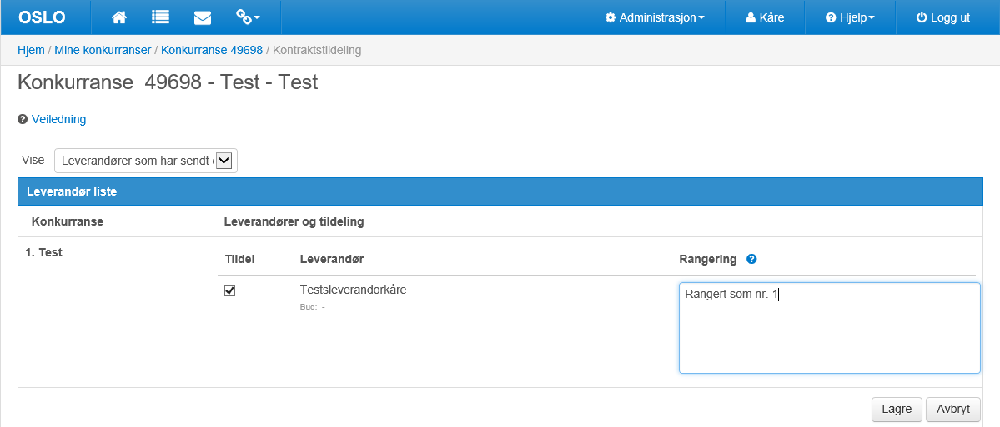 OSLO Administrasjon Kåre Hjelp Logg ut
Hjem / Mine konkurranser / Konkurranse 49698 / Kontraktstildeling
Konkurranse 49698 - Test - Test
Veiledning
Vise Leverandører som har sendt e
Leverandør liste
Konkurranse Leverandører og tildeling
1. Test
Tildel Leverandør Rangering
Testsleverandorkåre
Rangert som nr. 1
Bud: -
Lagre Avbryt